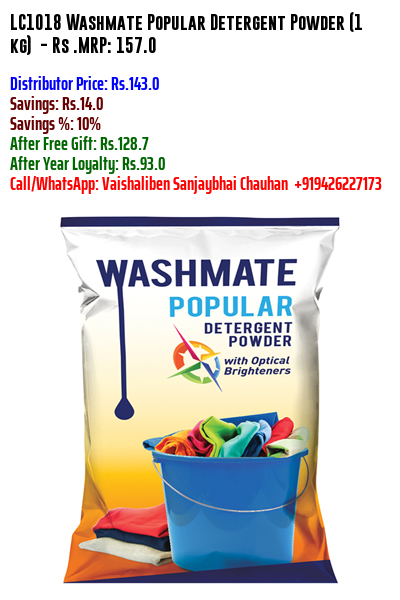 LC1018 Washmate Popular Detergent Powder (1
kg) - Rs .MRP: 157.0
Distributor Price: Rs.143.0
Savings: Rs.14.0
Savings %: 10%
After Free Gift: Rs.128.7
After Year Loyalty: Rs.93.0
Call/WhatsApp: Vaishaliben Sanjaybhai Chauhan +919426227173
WASHMATE
POPULAR
DETERGENT
POWDER
with Optical
Brighteners